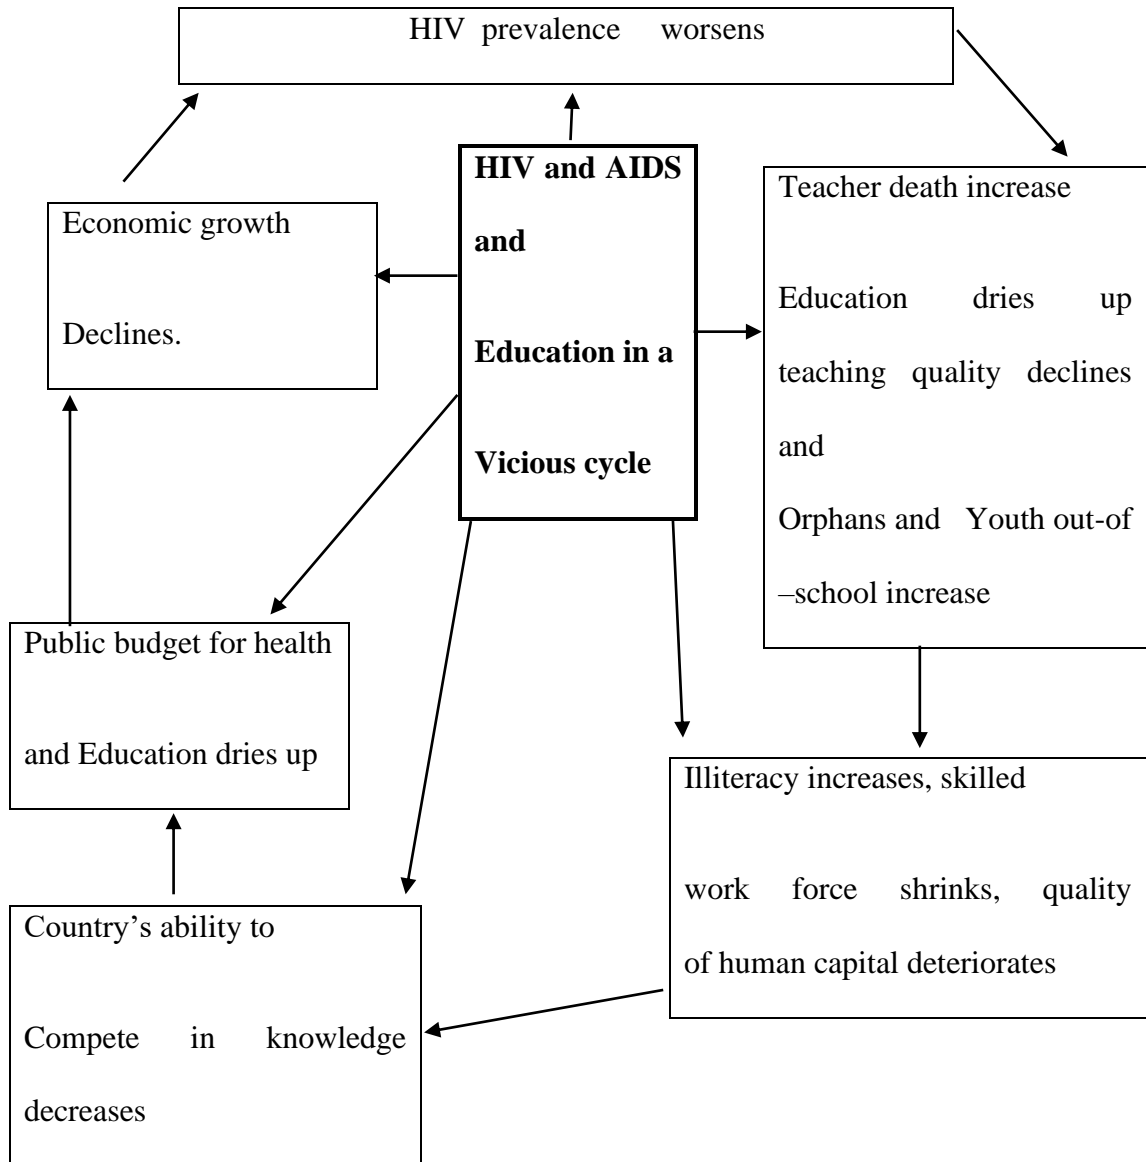 HIV prevalence worsens
HIV and AIDS
and
Education in a
Vicious cycle
Teacher death increase
Education dries up
teaching quality declines
and
Orphans and Youth out-of
–school increase
Economic growth
Declines.
Public budget for health
and Education dries up
Illiteracy increases, skilled
work force shrinks, quality
of human capital deteriorates
Country’s ability to
Compete in knowledge
decreases